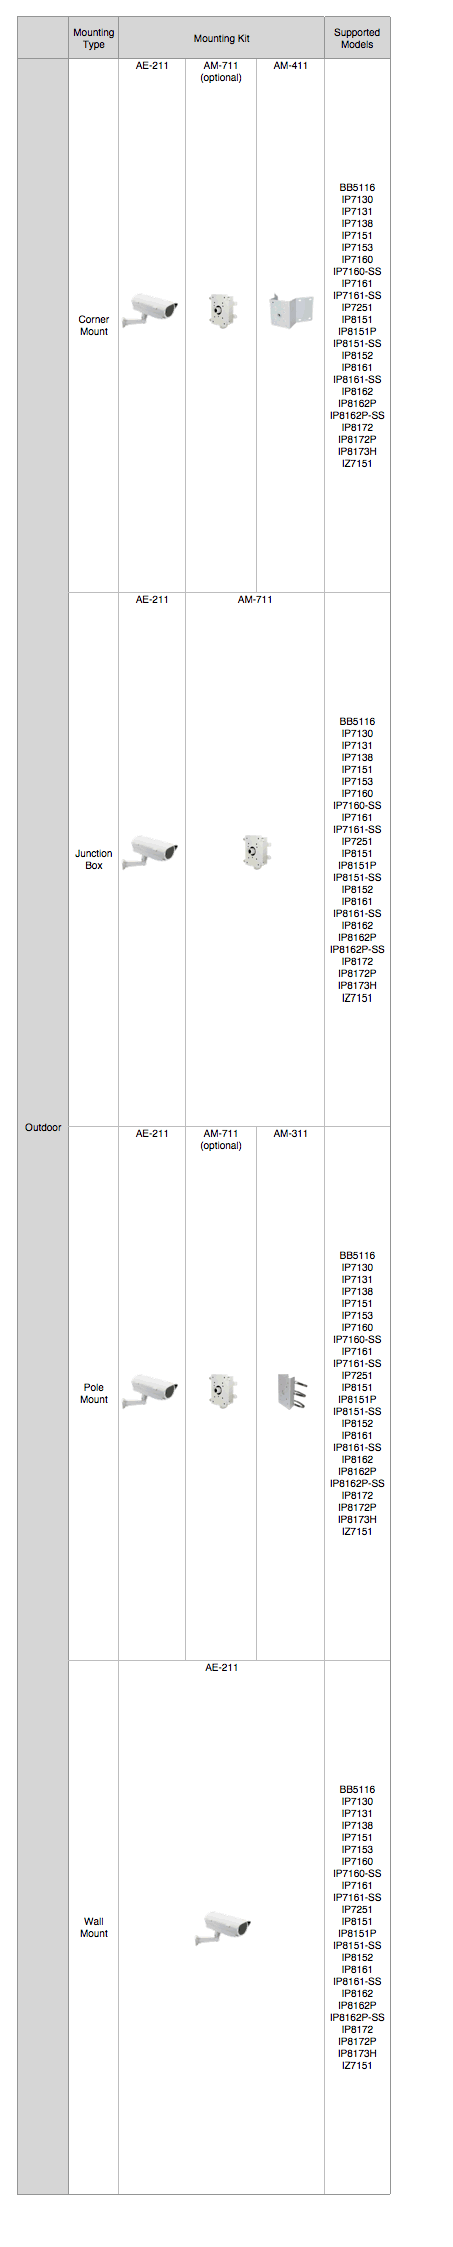 Mounting
Type
Mounting Kit
Supported
Models
Outdoor
Corner
Mount
AE-211
AM-711
(optional)
AM-411
BB5116
IP7130
IP7131
IP7138
IP7151
IP7153
IP7160
IP7160-SS
IP7161
IP7161-SS
IP7251
IP8151
IP8151P
IP8151-SS
IP8152
IP8161
IP8161-SS
IP8162
IP8162P
IP8162P-SS
IP8172
IP8172P
IP8173H
IZ7151
Junction
Box
AE-211
AM-711
BB5116
IP7130
IP7131
IP7138
IP7151
IP7153
IP7160
IP7160-SS
IP7161
IP7161-SS
IP7251
IP8151
IP8151P
IP8151-SS
IP8152
IP8161
IP8161-SS
IP8162
IP8162P
IP8162P-SS
IP8172
IP8172P
IP8173H
IZ7151
Pole
Mount
AE-211
AM-711
(optional)
AM-311
BB5116
IP7130
IP7131
IP7138
IP7151
IP7153
IP7160
IP7160-SS
IP7161
IP7161-SS
IP7251
IP8151
IP8151P
IP8151-SS
IP8152
IP8161
IP8161-SS
IP8162
IP8162P
IP8162P-SS
IP8172
IP8172P
IP8173H
IZ7151
Wall
Mount
AE-211
BB5116
IP7130
IP7131
IP7138
IP7151
IP7153
IP7160
IP7160-SS
IP7161
IP7161-SS
IP7251
IP8151
IP8151P
IP8151-SS
IP8152
IP8161
IP8161-SS
IP8162
IP8162P
IP8162P-SS
IP8172
IP8172P
IP8173H
IZ7151